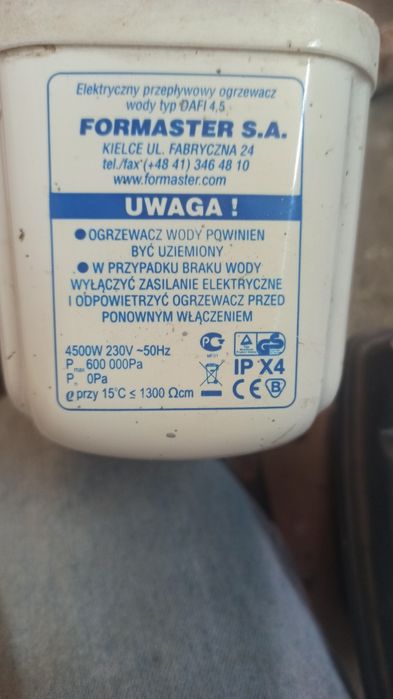 Elektryczny przepływowy ogrzewacz
wody typ DAFI 4,5
FORMASTER S.A.
KIELCE UL. FABRYCZNA 24
tel./fax (+48 41) 346 48 10
www.formaster.com
UWAGA !
● OGRZEWACZ WODY POWINIEN
BYĆ UZIEMIONY
● W PRZYPADKU BRAKU WODY
WYŁĄCZYĆ ZASILANIE ELEKTRYCZNE
I ODPOWIETRZYĆ OGRZEWACZ PRZED
PONOWNYM WŁĄCZENIEM
4500W 230V ~50Hz
P max 600 000Pa
P 0Pa
ϱ przy 15°C ≤ 1300 Ωcm
IP X4
CE B